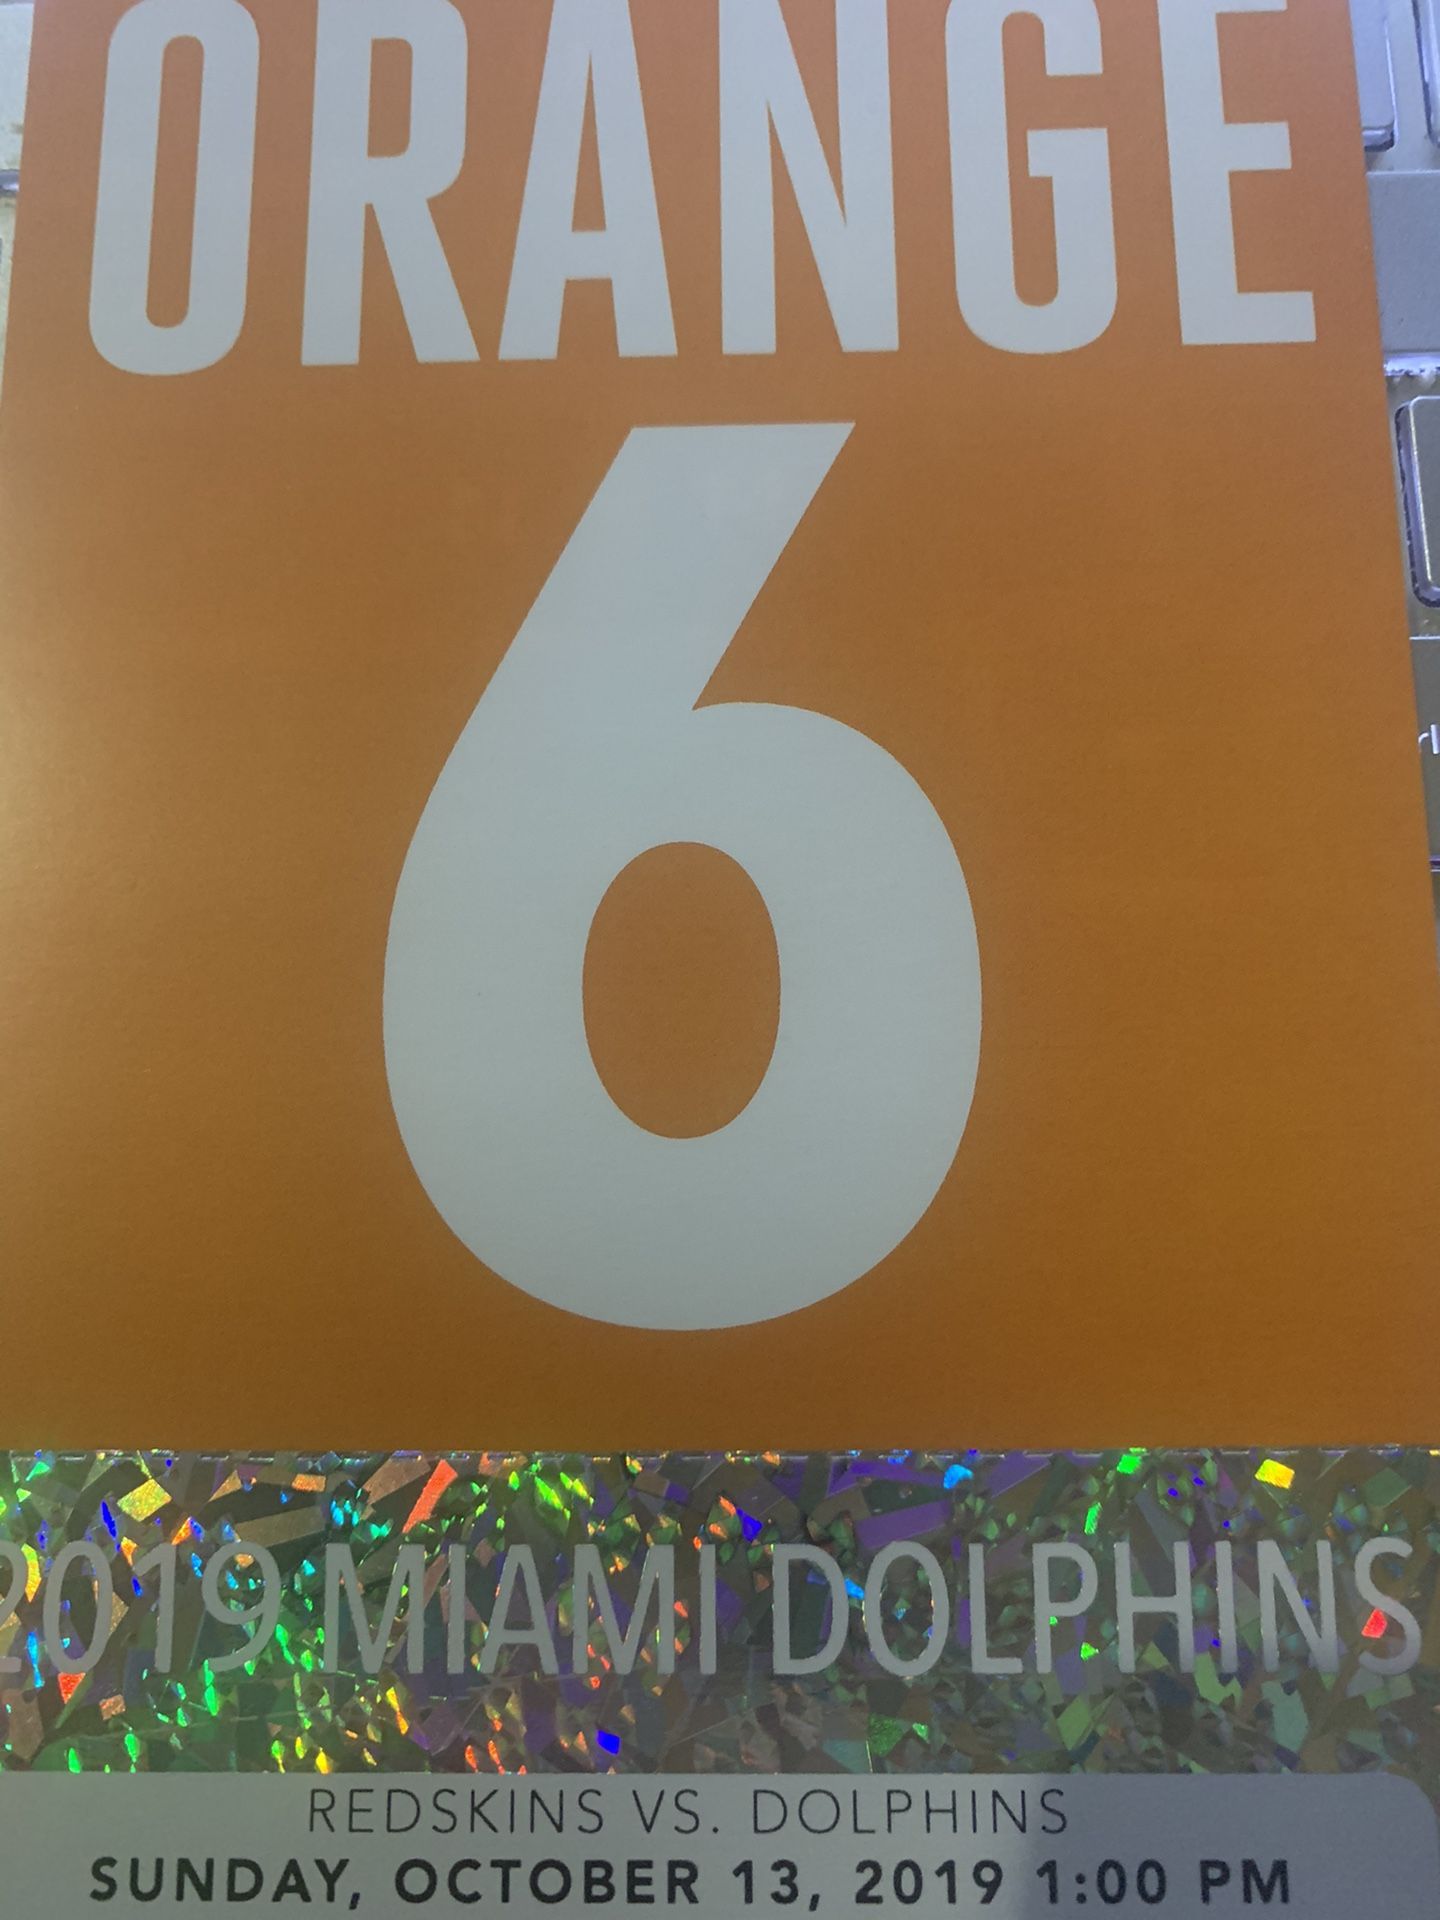 ORANGE
6
2019 MIAMI DOLPHINS
REDSKINS VS. DOLPHINS
SUNDAY, OCTOBER 13, 2019 1:00 PM